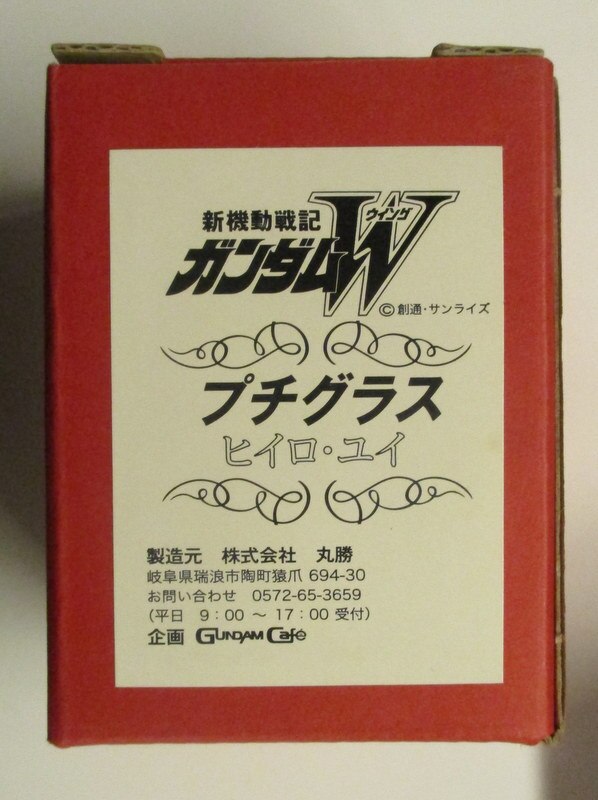 新機動戦記
ガンダムW
ウイング
©創通・サンライズ
プチグラス
ヒイロ・ユイ
製造元 株式会社 丸勝
岐阜県瑞浪市陶町猿爪 694-30
お問い合わせ 0572-65-3659
（平日 9：00 ～ 17：00 受付）
企画 GUNDAM Café